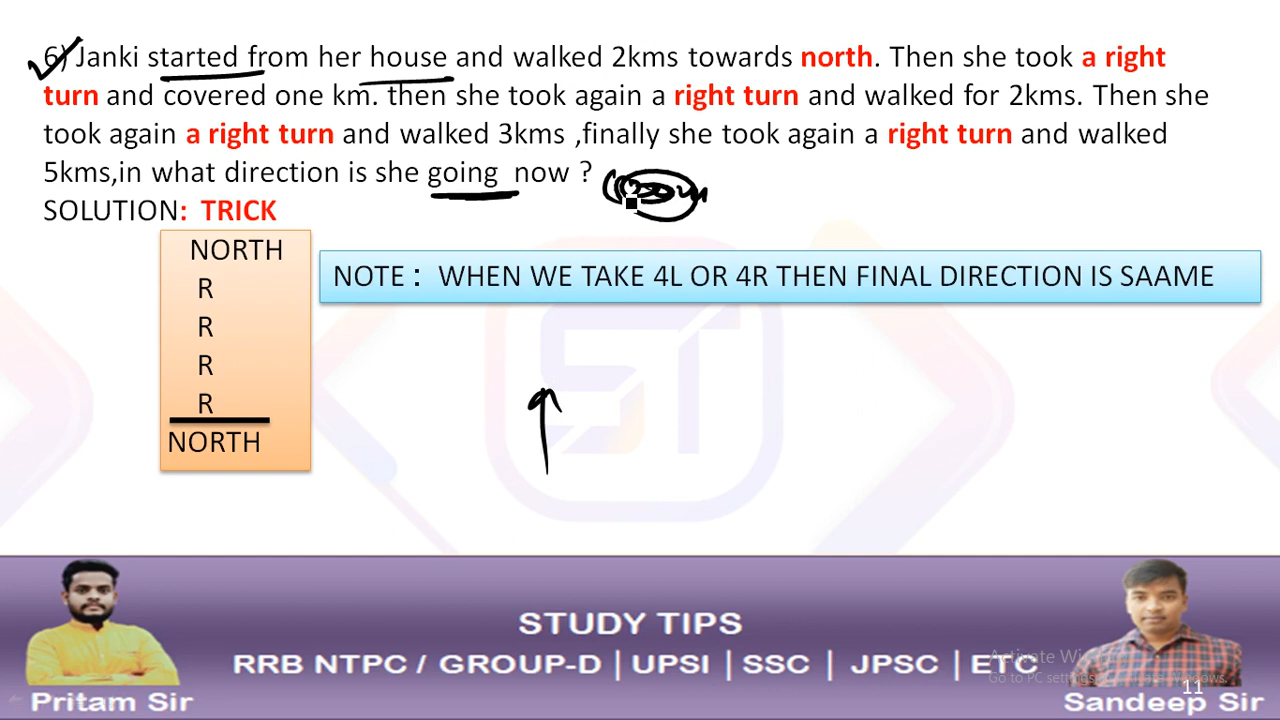 6) Janki started from her house and walked 2kms towards north. Then she took a right
turn and covered one km. then she took again a right turn and walked for 2kms. Then she
took again a right turn and walked 3kms ,finally she took again a right turn and walked
5kms,in what direction is she going now ?
SOLUTION: TRICK
NORTH
R
R
R
R
NORTH
NOTE : WHEN WE TAKE 4L OR 4R THEN FINAL DIRECTION IS SAAME
STUDY TIPS
RRB NTPC / GROUP-D | UPSI | SSC | JPSC | ETC
Pritam Sir
Sandeep Sir
11